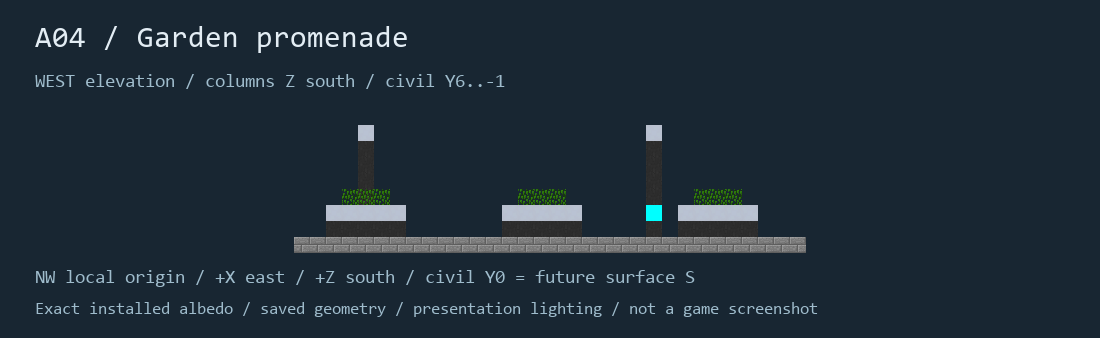 A04 / Garden promenade
WEST elevation / columns Z south / civil Y6..-1
NW local origin / +X east / +Z south / civil Y0 = future surface S
Exact installed albedo / saved geometry / presentation lighting / not a game screenshot